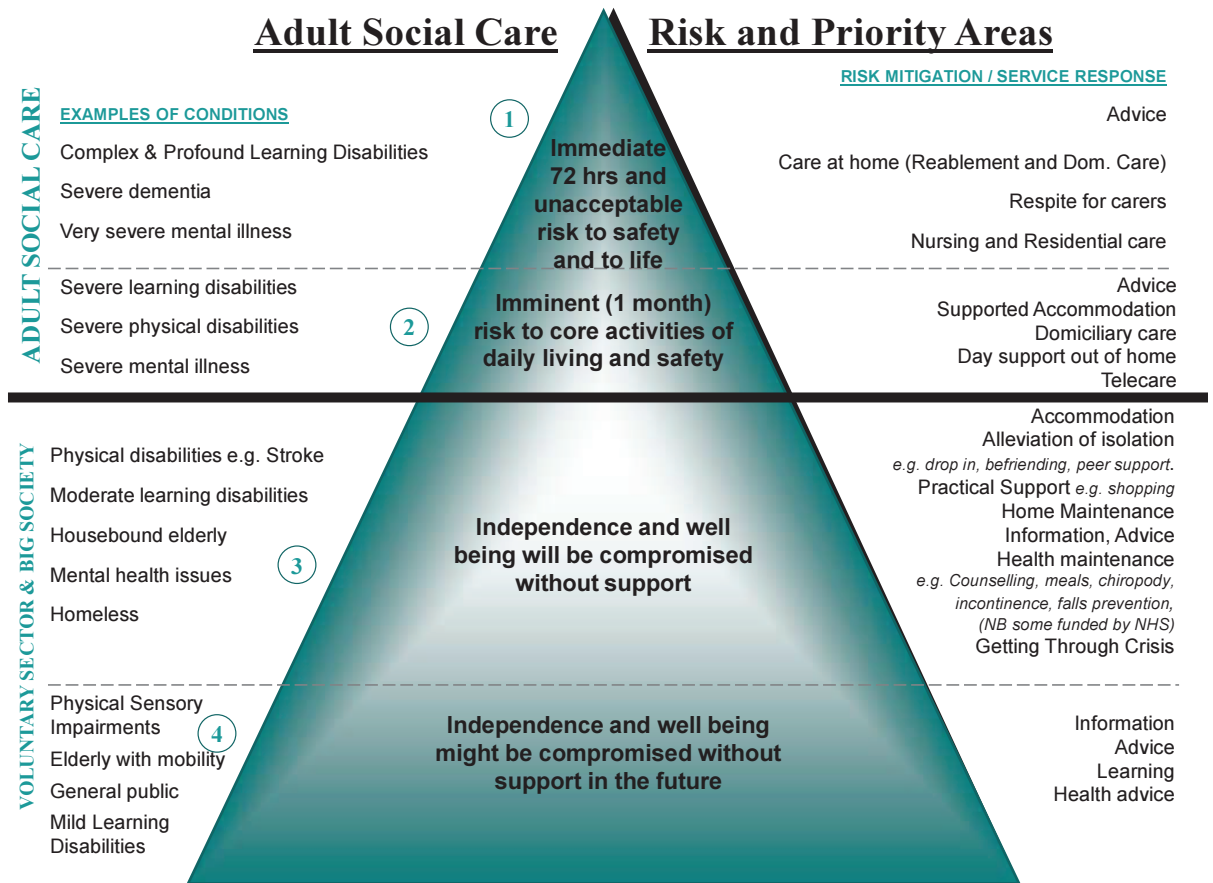 Adult Social Care
Risk and Priority Areas
ADULT SOCIAL CARE
EXAMPLES OF CONDITIONS
Complex & Profound Learning Disabilities
Severe dementia
Very severe mental illness
1
Immediate
72 hrs and
unacceptable
risk to safety
and to life
RISK MITIGATION / SERVICE RESPONSE
Advice
Care at home (Reablement and Dom. Care)
Respite for carers
Nursing and Residential care
Severe learning disabilities
Severe physical disabilities
Severe mental illness
2
Imminent (1 month)
risk to core activities of
daily living and safety
Advice
Supported Accommodation
Domiciliary care
Day support out of home
Telecare
VOLUNTARY SECTOR & BIG SOCIETY
Physical disabilities e.g. Stroke
Moderate learning disabilities
Housebound elderly
Mental health issues
Homeless
3
Independence and well
being will be compromised
without support
Accommodation
Alleviation of isolation
e.g. drop in, befriending, peer support.
Practical Support e.g. shopping
Home Maintenance
Information, Advice
Health maintenance
e.g. Counselling, meals, chiropody,
incontinence, falls prevention,
(NB some funded by NHS)
Getting Through Crisis
Physical Sensory
Impairments
Elderly with mobility
General public
Mild Learning
Disabilities
4
Independence and well being
might be compromised without
support in the future
Information
Advice
Learning
Health advice